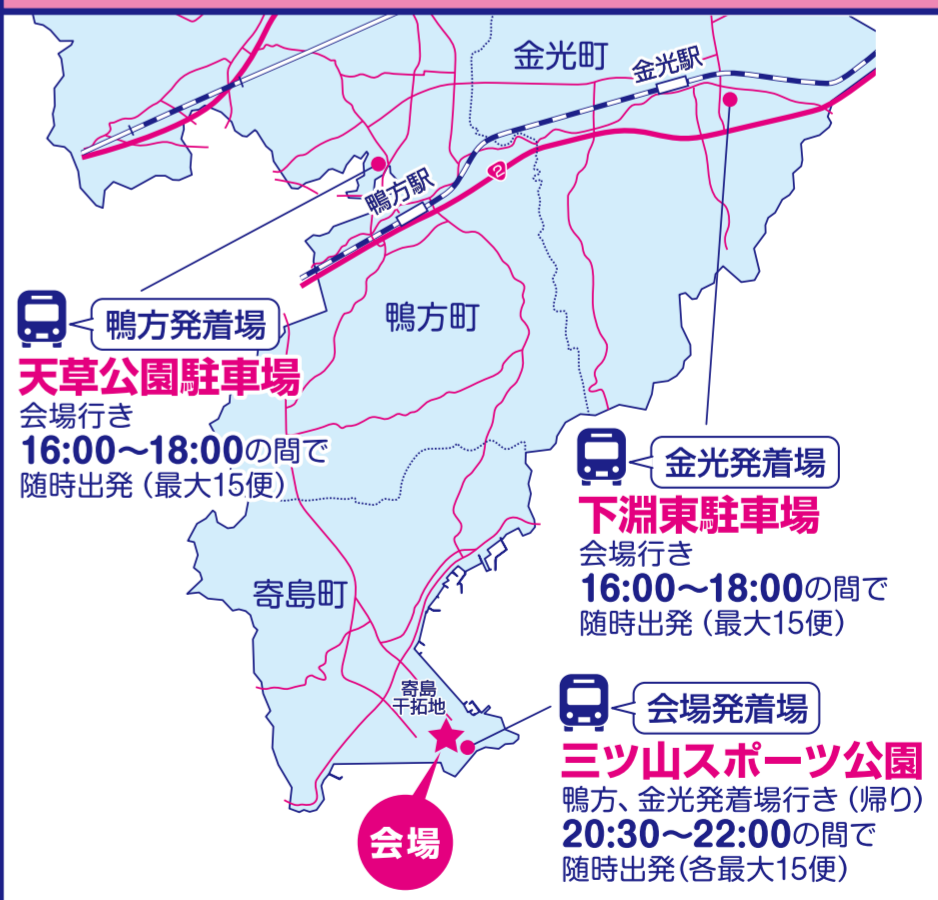 金光町
金光駅
2
鴨方駅
鴨方町
鴨方発着場
天草公園駐車場
会場行き
16:00～18:00の間で
随時出発（最大15便）
金光発着場
下淵東駐車場
会場行き
16:00～18:00の間で
随時出発（最大15便）
寄島町
寄島
干拓地
会場
会場発着場
三ツ山スポーツ公園
鴨方、金光発着場行き（帰り）
20:30～22:00の間で
随時出発(各最大15便)